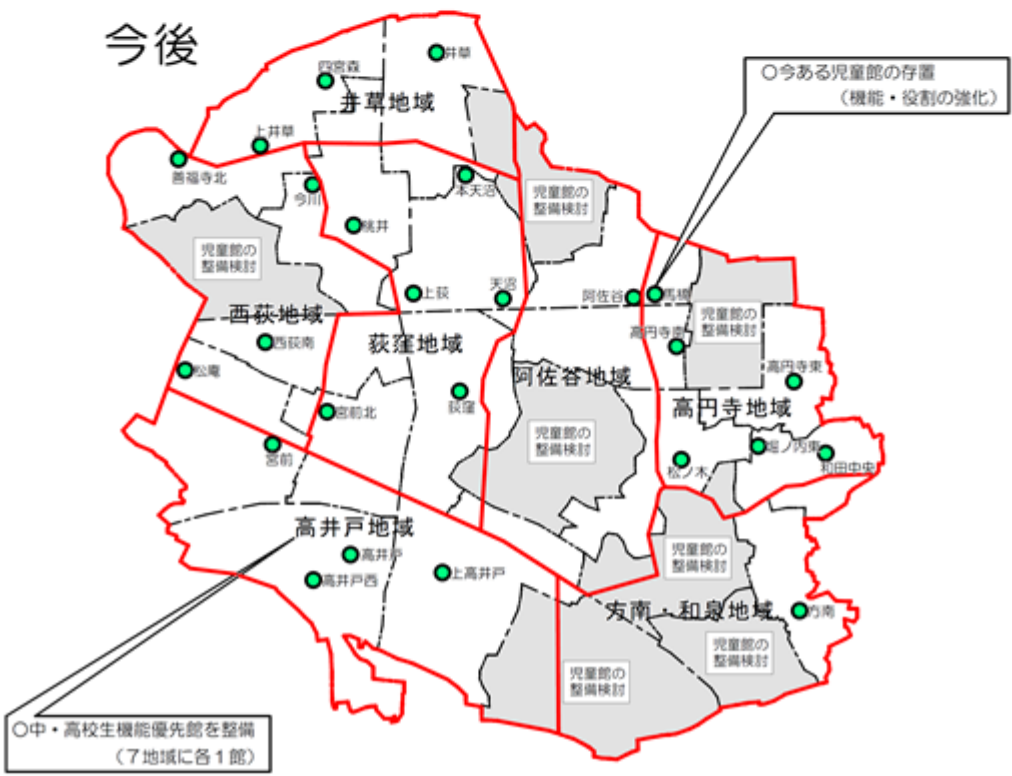 今後
井草
四宮森
井草地域
〇今ある児童館の存置
（機能・役割の強化）
上井草
善福寺北
今川
本天沼
児童館の
整備検討
桃井
児童館の
整備検討
上荻
天沼
阿佐谷
馬橋
西荻地域
児童館の
整備検討
西荻南
荻窪地域
高円寺南
松庵
阿佐谷地域
高円寺東
荻窪
高円寺地域
宮前北
児童館の
整備検討
宮前
松ノ木
堀ノ内東
和田中央
高井戸地域
高井戸
高井戸西
上高井戸
児童館の
整備検討
方南・和泉地域
方南
児童館の
整備検討
児童館の
整備検討
〇中・高校生機能優先館を整備
（７地域に各１館）